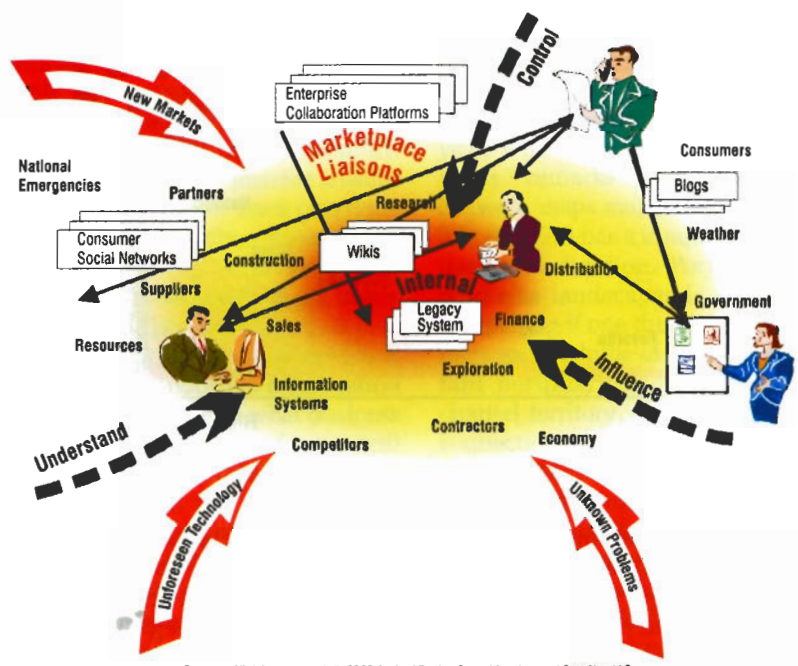 Control
New Markets
Enterprise
Collaboration Platforms
Marketplace
Liaisons
Consumers
National
Emergencies
Partners
Blogs
Research
Weather
Consumer
Social Networks
Construction
Wikis
Internal
Distribution
Suppliers
Government
Legacy
System
Sales
Finance
Resources
Exploration
Influence
Information
Systems
Understand
Contractors
Competitors
Economy
Unforeseen Technology
Unknown Problems